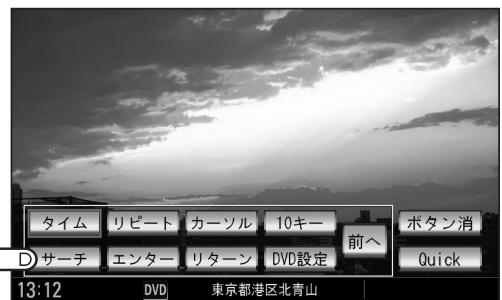 タイム リピート カーソル 10キー 前へ ボタン消
D サーチ エンター リターン DVD設定 Quick
13:12 DVD 東京都港区北青山